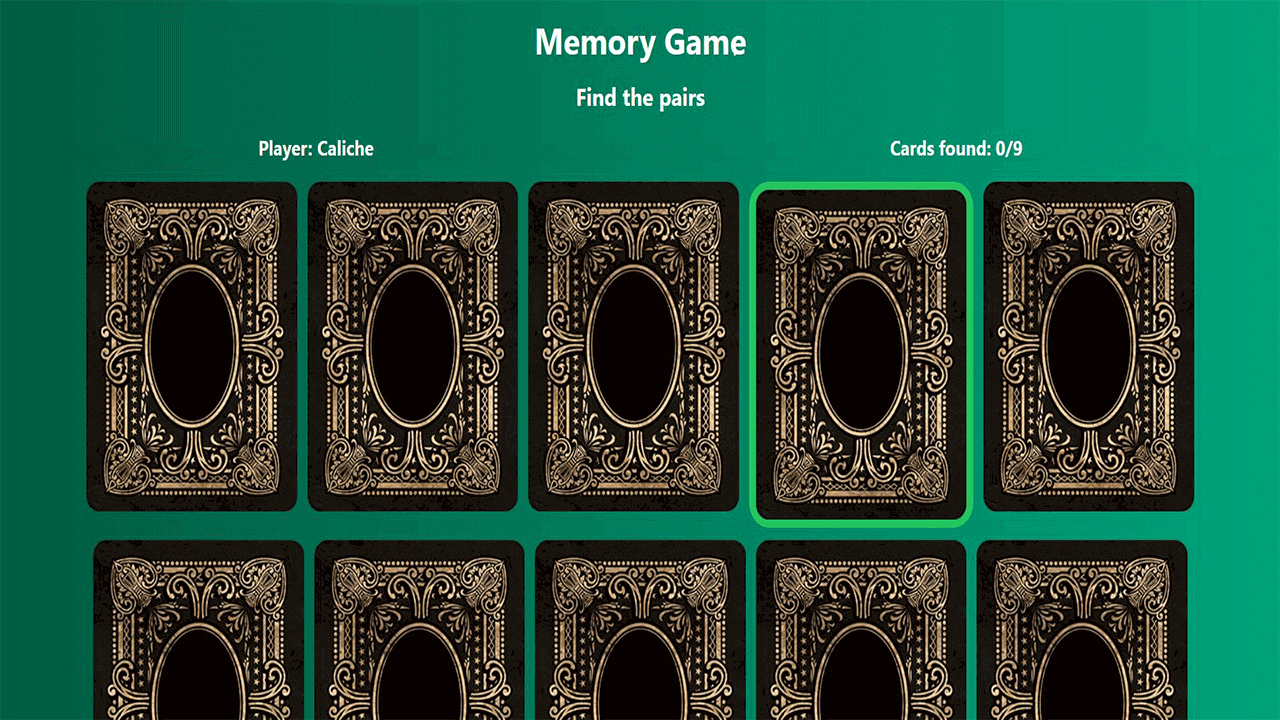 Memory Game
Find the pairs
Player: Caliche
Cards found: 0/9